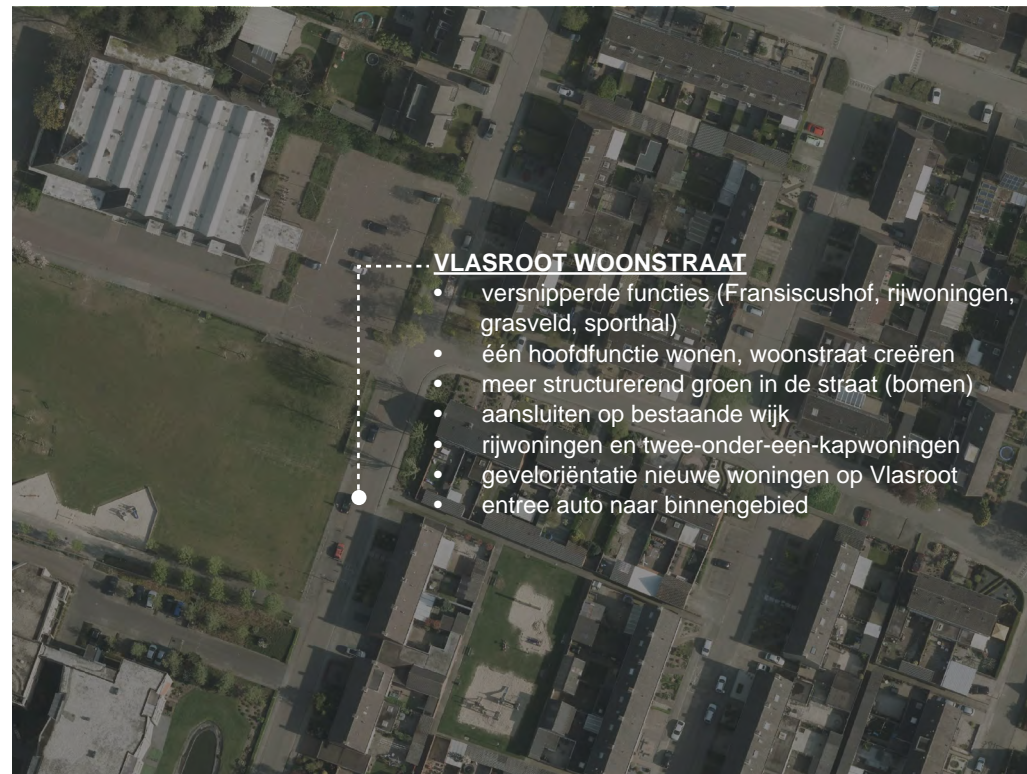 VLASROOT WOONSTRAAT
• versnipperde functies (Fransiscushof, rijwoningen,
grasveld, sporthal)
• één hoofdfunctie wonen, woonstraat creëren
• meer structurerend groen in de straat (bomen)
• aansluiten op bestaande wijk
• rijwoningen en twee-onder-een-kapwoningen
• geveloriëntatie nieuwe woningen op Vlasroot
• entree auto naar binnengebied